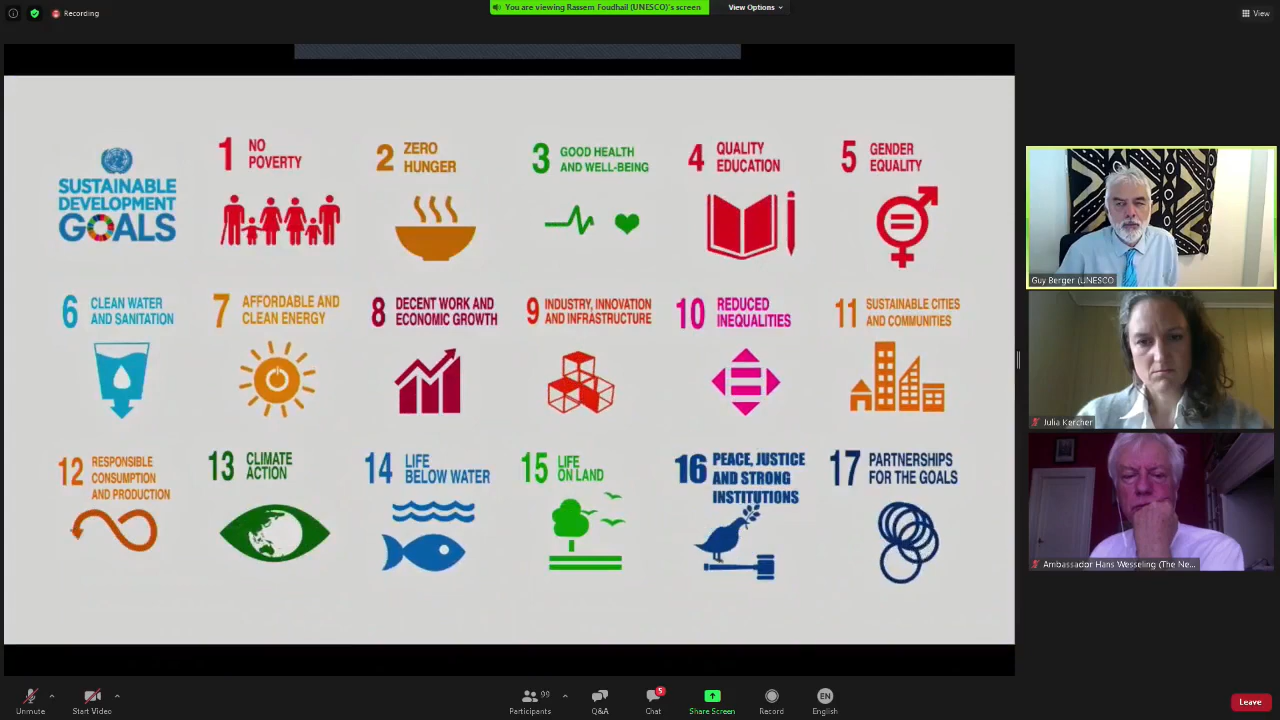 Recording
You are viewing Rassem Foudhail (UNESCO)'s screen
View Options
View
SUSTAINABLE
DEVELOPMENT
GOALS
1 NO
POVERTY
2 ZERO
HUNGER
3 GOOD HEALTH
AND WELL-BEING
4 QUALITY
EDUCATION
5 GENDER
EQUALITY
6 CLEAN WATER
AND SANITATION
7 AFFORDABLE AND
CLEAN ENERGY
8 DECENT WORK AND
ECONOMIC GROWTH
9 INDUSTRY, INNOVATION
AND INFRASTRUCTURE
10 REDUCED
INEQUALITIES
11 SUSTAINABLE CITIES
AND COMMUNITIES
12 RESPONSIBLE
CONSUMPTION
AND PRODUCTION
13 CLIMATE
ACTION
14 LIFE
BELOW WATER
15 LIFE
ON LAND
16 PEACE, JUSTICE
AND STRONG
INSTITUTIONS
17 PARTNERSHIPS
FOR THE GOALS
Guy Berger (UNESCO
Julia Kercher
Ambassador Hans Wesseling (The Ne...
Unmute
Start Video
99
Participants
Q&A
5
Chat
Share Screen
Record
EN
English
Leave